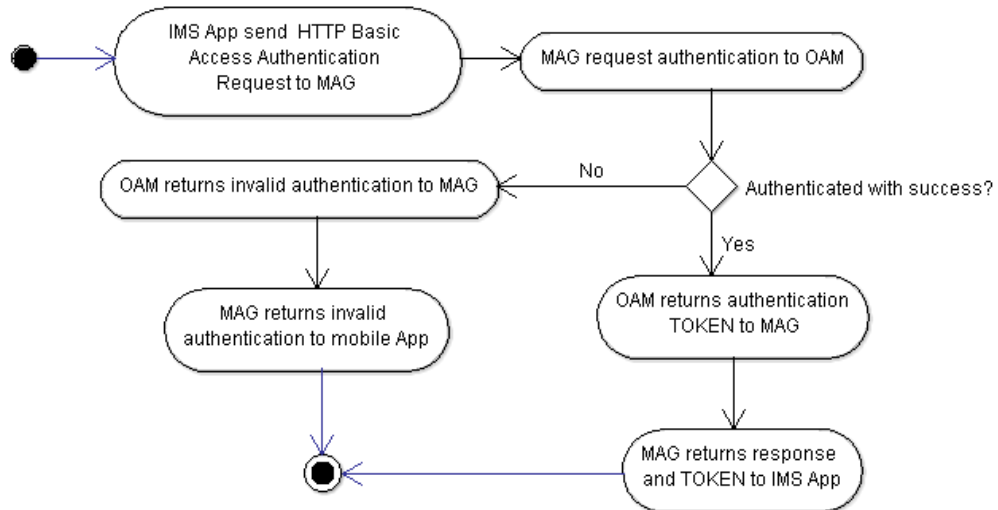 IMS App send HTTP Basic
Access Authentication
Request to MAG
MAG request authentication to OAM
Authenticated with success?
No
OAM returns invalid authentication to MAG
MAG returns invalid
authentication to mobile App
Yes
OAM returns authentication
TOKEN to MAG
MAG returns response
and TOKEN to IMS App